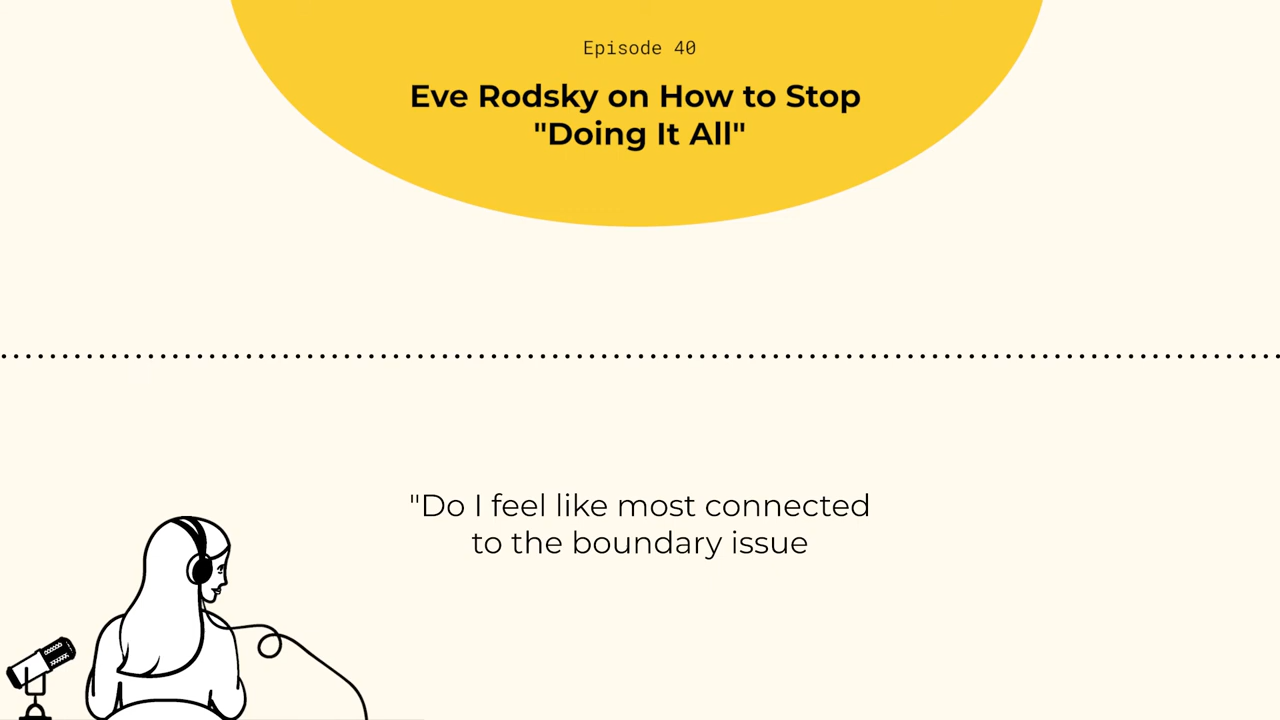 Episode 40
Eve Rodsky on How to Stop
"Doing It All"
"Do I feel like most connected
to the boundary issue